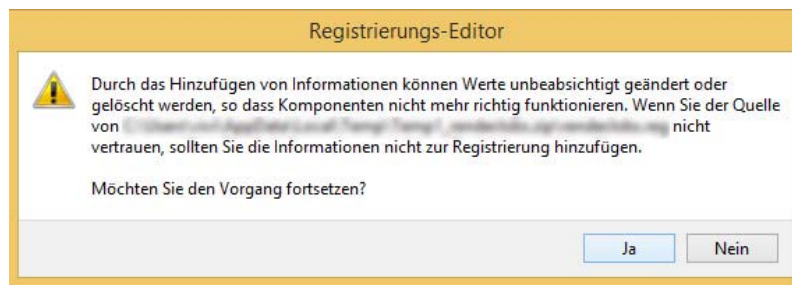 Registrierungs-Editor
Durch das Hinzufügen von Informationen können Werte unbeabsichtigt geändert oder
gelöscht werden, so dass Komponenten nicht mehr richtig funktionieren. Wenn Sie der Quelle
von nicht
vertrauen, sollten Sie die Informationen nicht zur Registrierung hinzufügen.
Möchten Sie den Vorgang fortsetzen?
Ja Nein